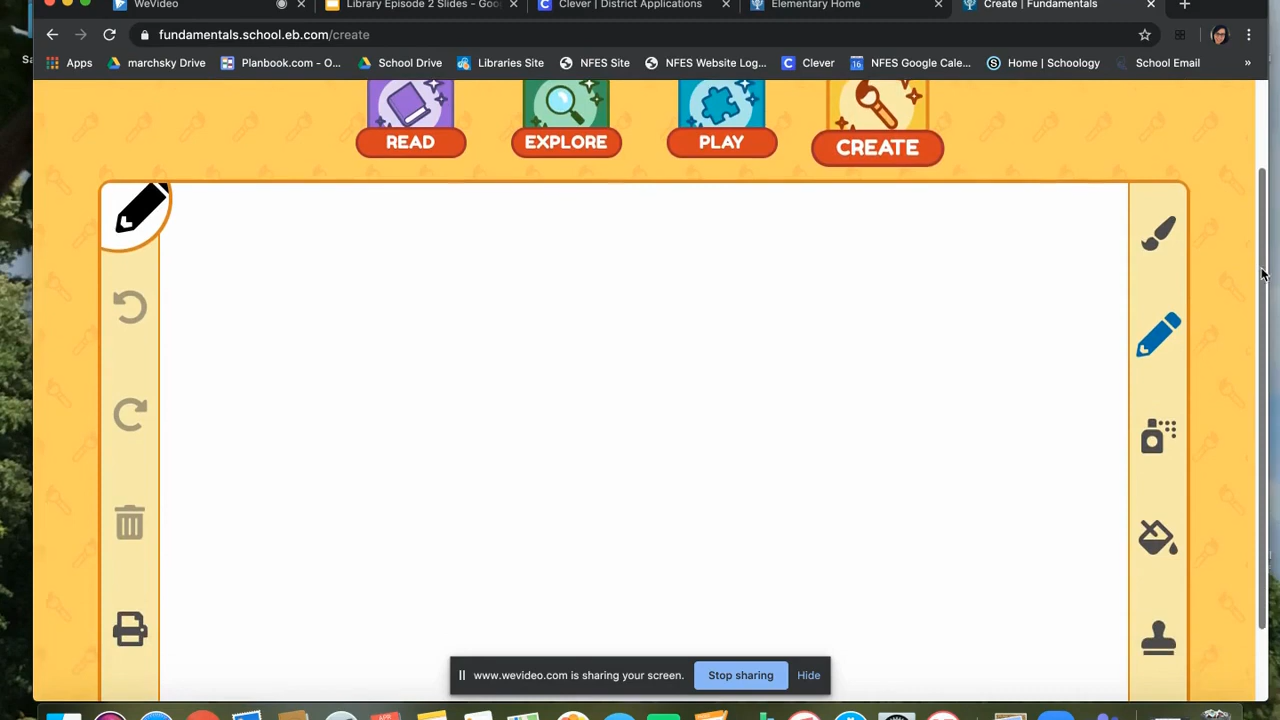 WeVideo
Library Episode 2 Slides - Goo
Clever | District Applications
Elementary Home
Create | Fundamentals
fundamentals.school.eb.com/create
Apps
marchsky Drive
Planbook.com - O...
School Drive
Libraries Site
NFES Site
NFES Website Log...
Clever
NFES Google Cale...
Home | Schoology
School Email
»
READ
EXPLORE
PLAY
CREATE
www.wevideo.com is sharing your screen.
Stop sharing
Hide